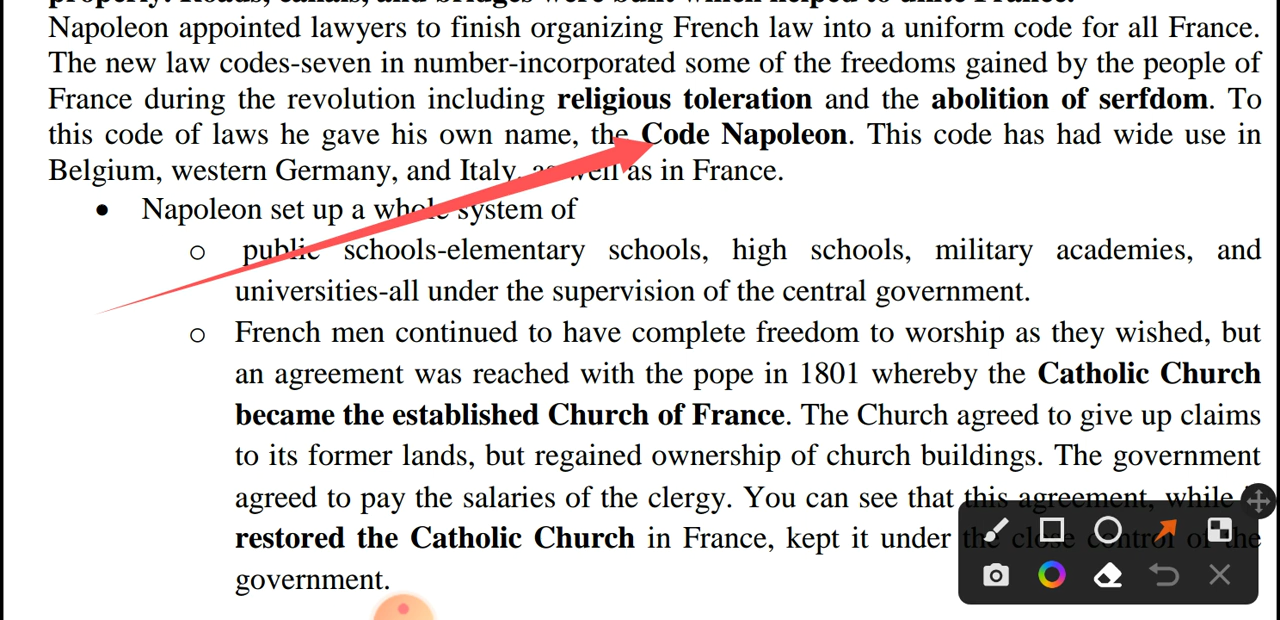 Napoleon appointed lawyers to finish organizing French law into a uniform code for all France.
The new law codes-seven in number-incorporated some of the freedoms gained by the people of
France during the revolution including religious toleration and the abolition of serfdom. To
this code of laws he gave his own name, the Code Napoleon. This code has had wide use in
Belgium, western Germany, and Italy, as well as in France.
• Napoleon set up a whole system of
o public schools-elementary schools, high schools, military academies, and
universities-all under the supervision of the central government.
o French men continued to have complete freedom to worship as they wished, but
an agreement was reached with the pope in 1801 whereby the Catholic Church
became the established Church of France. The Church agreed to give up claims
to its former lands, but regained ownership of church buildings. The government
agreed to pay the salaries of the clergy. You can see that this agreement, while
restored the Catholic Church in France, kept it under the close control of the
government.